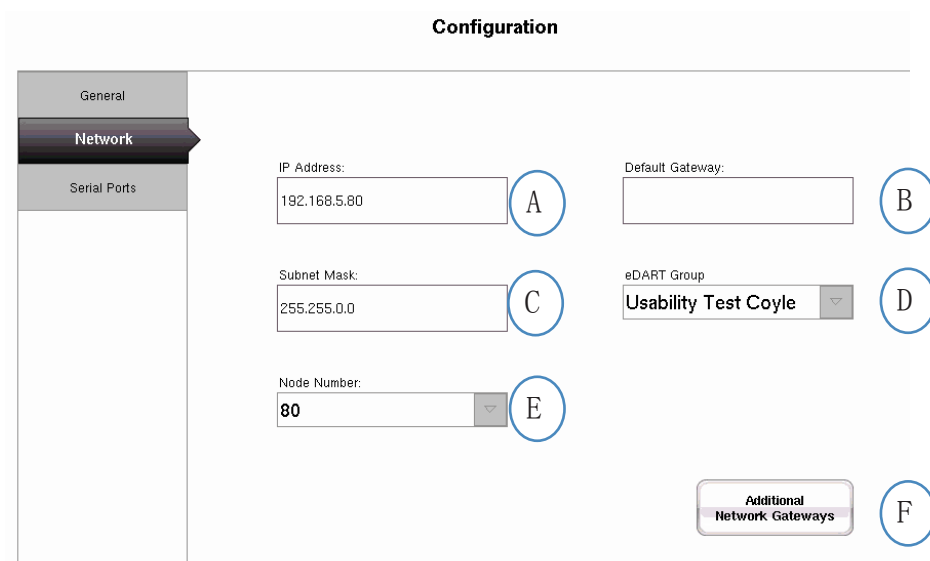 Configuration
General
Network
Serial Ports
IP Address:
192.168.5.80
A
Default Gateway:
B
Subnet Mask:
255.255.0.0
C
eDART Group
Usability Test Coyle
D
Node Number:
80
E
Additional
Network Gateways
F